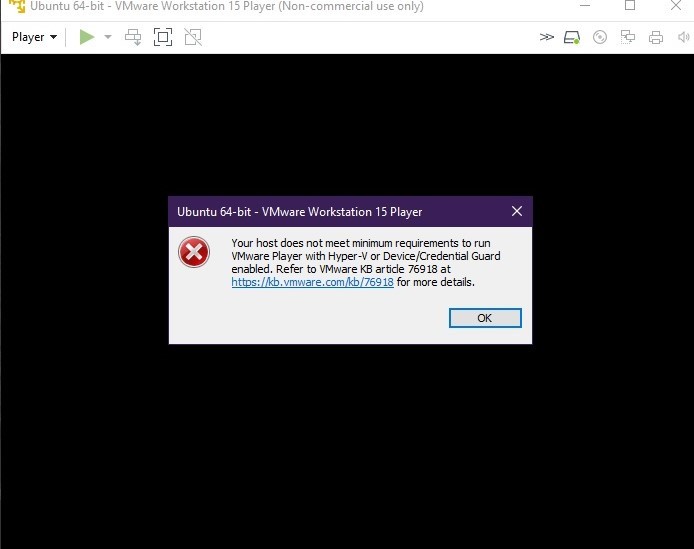 Ubuntu 64-bit - VMware Workstation 15 Player (Non-commercial use only)
Player
Ubuntu 64-bit - VMware Workstation 15 Player
Your host does not meet minimum requirements to run
VMware Player with Hyper-V or Device/Credential Guard
enabled. Refer to VMware KB article 76918 at
https://kb.vmware.com/kb/76918 for more details.
OK